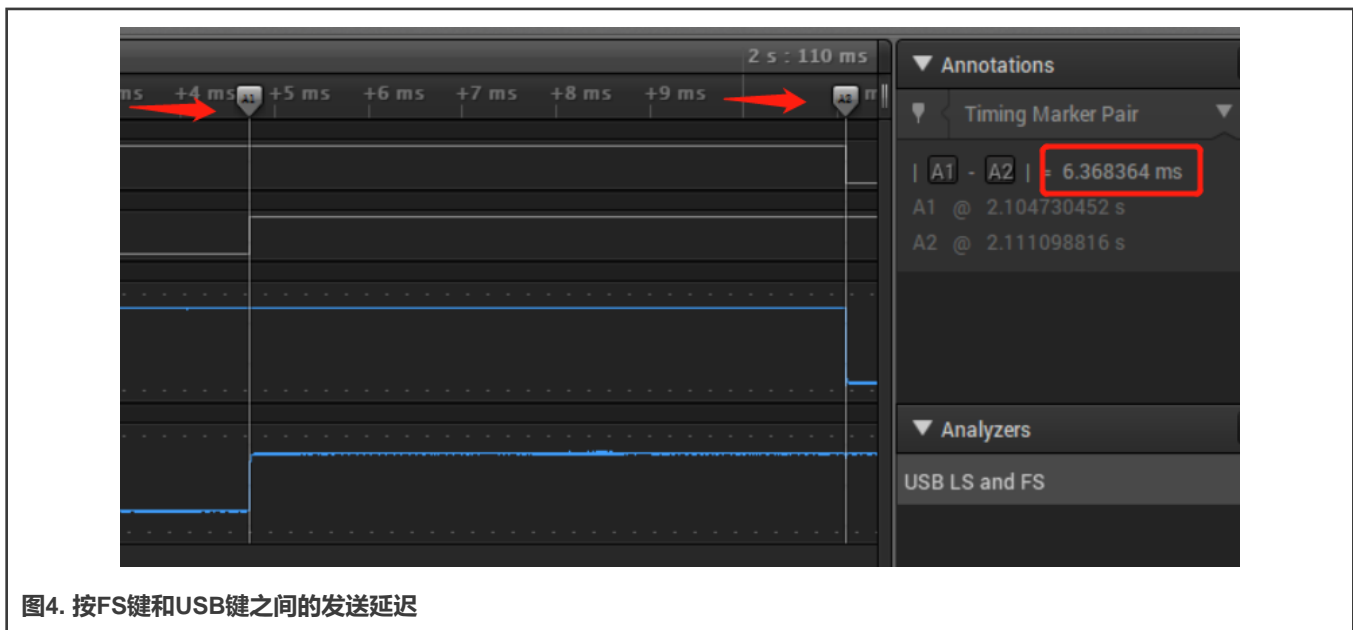 2 s : 110 ms
ms +4 ms A1 +5 ms +6 ms +7 ms +8 ms +9 ms A2 m
▼ Annotations
Timing Marker Pair ▼
| A1 - A2 | = 6.368364 ms
A1 @ 2.104730452 s
A2 @ 2.111098816 s
▼ Analyzers
USB LS and FS
图4. 按FS键和USB键之间的发送延迟